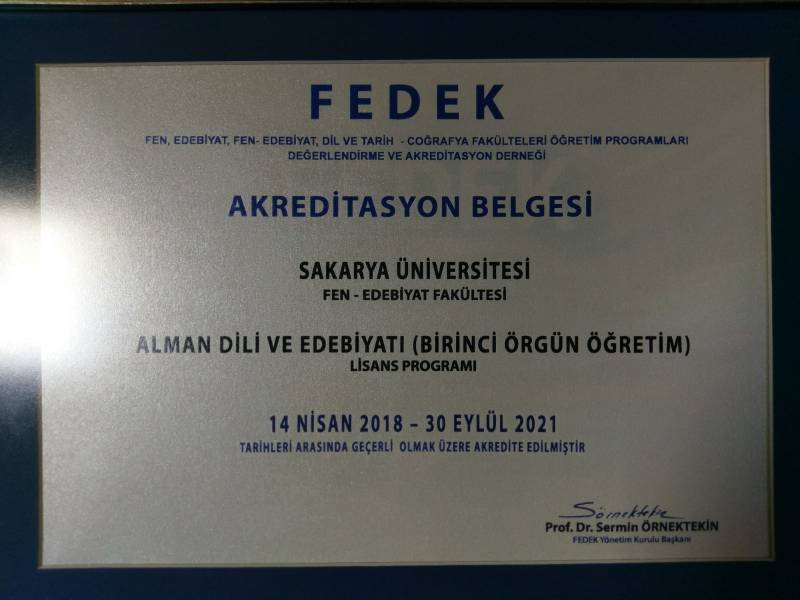 FEDEK
FEN, EDEBİYAT, FEN- EDEBİYAT, DİL VE TARİH - COĞRAFYA FAKÜLTELERİ ÖĞRETİM PROGRAMLARI
DEĞERLENDİRME VE AKREDİTASYON DERNEĞİ
AKREDİTASYON BELGESİ
SAKARYA ÜNİVERSİTESİ
FEN - EDEBİYAT FAKÜLTESİ
ALMAN DİLİ VE EDEBİYATI (BİRİNCİ ÖRGÜN ÖĞRETİM)
LİSANS PROGRAMI
14 NİSAN 2018 – 30 EYLÜL 2021
TARİHLERİ ARASINDA GEÇERLİ OLMAK ÜZERE AKREDİTE EDİLMİŞTİR
Sörnektekin
Prof. Dr. Sermin ÖRNEKTEKİN
FEDEK Yönetim Kurulu Başkanı